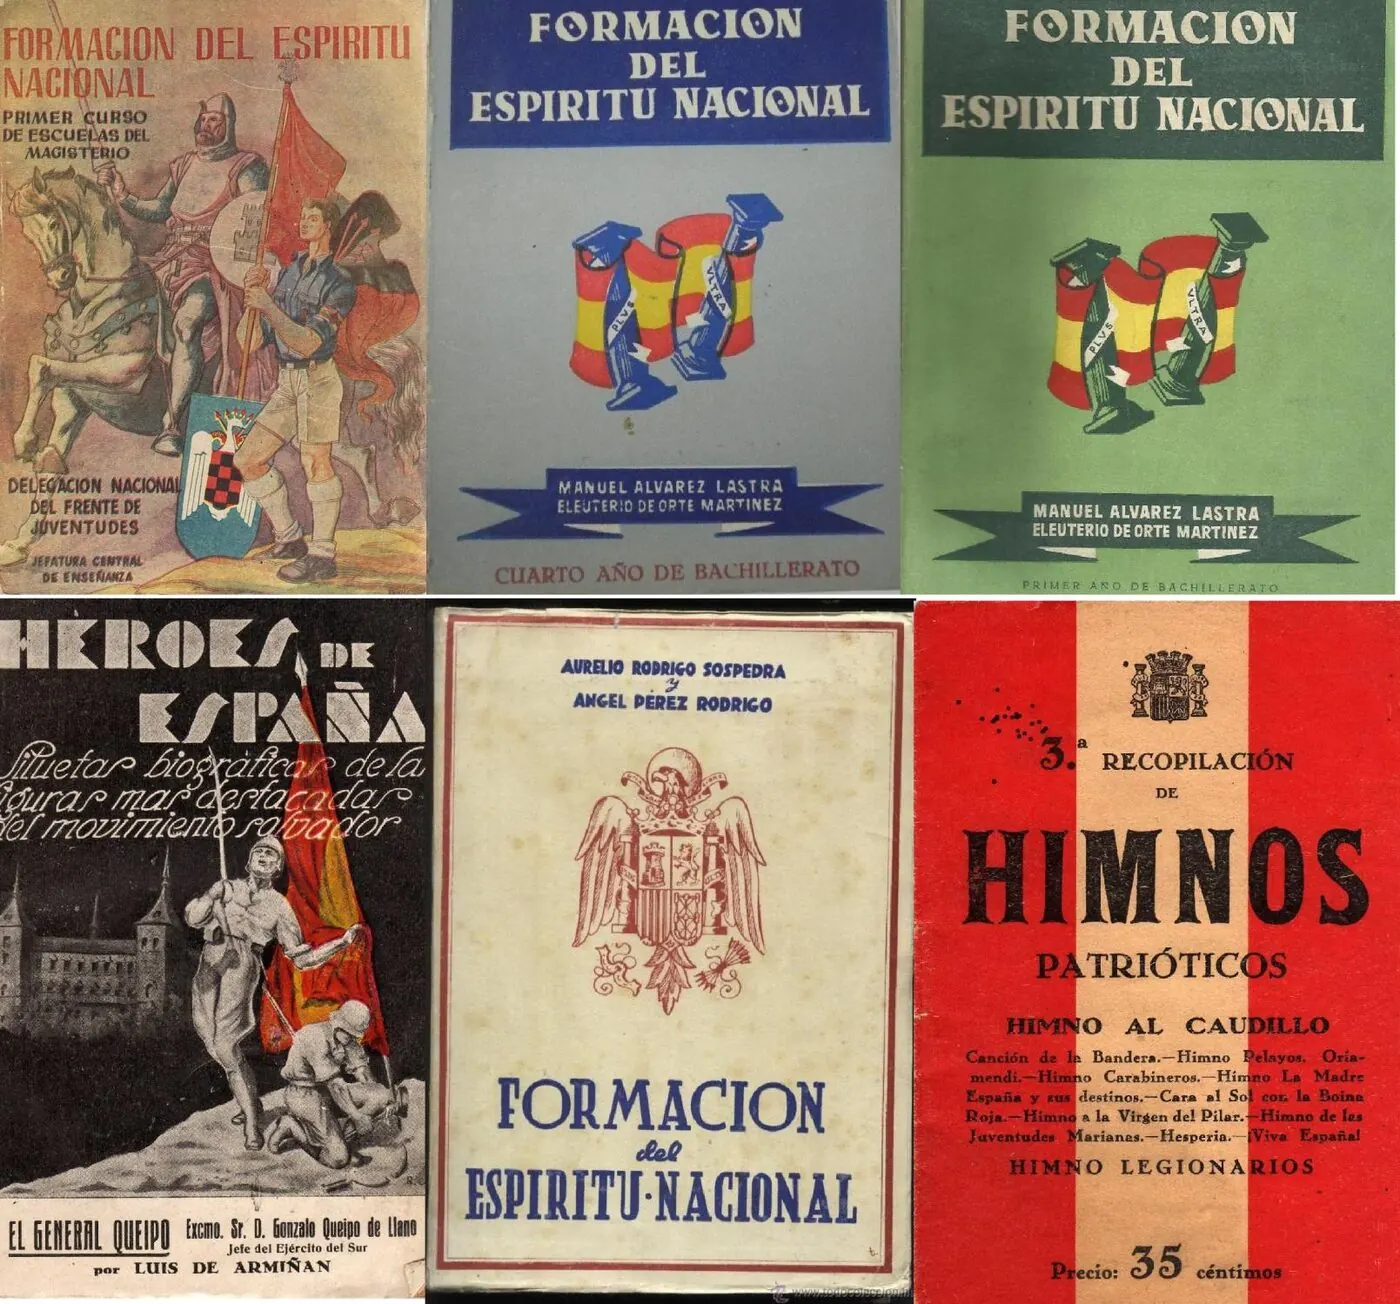 FORMACION DEL ESPIRITU
NACIONAL
PRIMER CURSO
DE ESCUELAS DEL
MAGISTERIO
DELEGACION NACIONAL
DEL FRENTE DE
JUVENTUDES
JEFATURA CENTRAL
DE ENSEÑANZA
FORMACION
DEL
ESPIRITU NACIONAL
PLVS
VLTRA
MANUEL ALVAREZ LASTRA
ELEUTERIO DE ORTE MARTINEZ
CUARTO AÑO DE BACHILLERATO
FORMACION
DEL
ESPIRITU NACIONAL
PLVS
VLTRA
MANUEL ALVAREZ LASTRA
ELEUTERIO DE ORTE MARTINEZ
PRIMER AÑO DE BACHILLERATO
HEROES DE
ESPAÑA
Siluetas biográficas de la
figuras mas destacadas
del movimiento salvador
EL GENERAL QUEIPO
Excmo. Sr. D. Gonzalo Queipo de Llano
Jefe del Ejército del Sur
por LUIS DE ARMIÑAN
AURELIO RODRIGO SOSPEDRA
y
ANGEL PÉREZ RODRIGO
FORMACION
del
ESPIRITU·NACIONAL
www.todocoleccion.n
3.ª RECOPILACIÓN
DE
HIMNOS
PATRIÓTICOS
HIMNO AL CAUDILLO
Canción de la Bandera.—Himno Pelayos. Oria-
mendi.—Himno Carabineros.—Himno La Madre
España y sus destinos.—Cara al Sol con la Boina
Roja.—Himno a la Virgen del Pilar.—Himno de las
Juventudes Marianas.—Hesperia.—¡Viva España!
HIMNO LEGIONARIOS
Precio: 35 céntimos